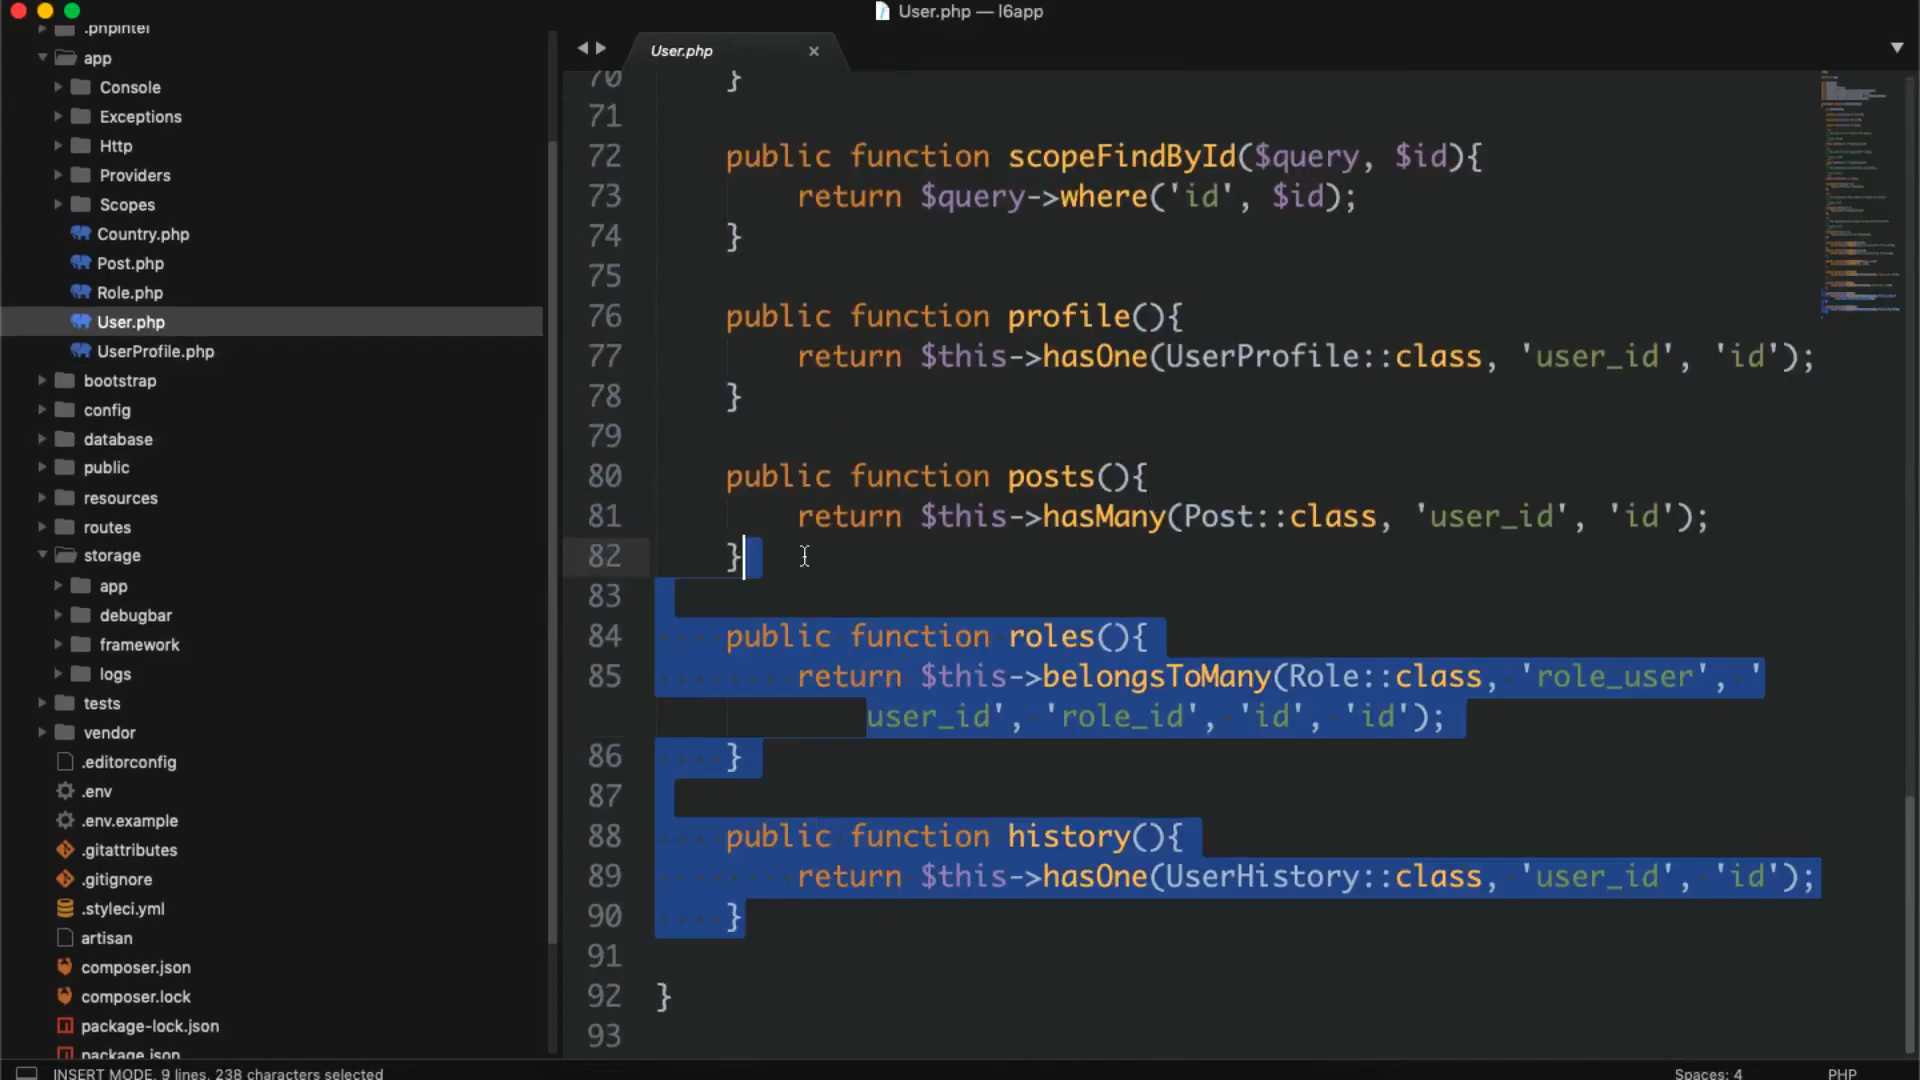 User.php — l6app
.phpintel
app
Console
Exceptions
Http
Providers
Scopes
Country.php
Post.php
Role.php
User.php
UserProfile.php
bootstrap
config
database
public
resources
routes
storage
app
debugbar
framework
logs
tests
vendor
.editorconfig
.env
.env.example
.gitattributes
.gitignore
.styleci.yml
artisan
composer.json
composer.lock
package-lock.json
package.json
User.php
70 }
71
72 public function scopeFindById($query, $id){
73 return $query->where('id', $id);
74 }
75
76 public function profile(){
77 return $this->hasOne(UserProfile::class, 'user_id', 'id');
78 }
79
80 public function posts(){
81 return $this->hasMany(Post::class, 'user_id', 'id');
82 }
83
84 public function roles(){
85 return $this->belongsToMany(Role::class, 'role_user', '
user_id', 'role_id', 'id', 'id');
86 }
87
88 public function history(){
89 return $this->hasOne(UserHistory::class, 'user_id', 'id');
90 }
91
92 }
93
INSERT MODE, 9 lines, 238 characters selected
Spaces: 4
PHP